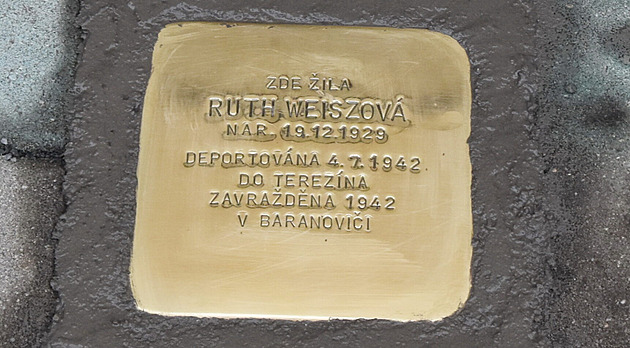 ZDE ŽILA
RUTH WEISZOVÁ
NAR. 19.12.1929
DEPORTOVÁNA 4.7.1942
DO TEREZÍNA
ZAVRAŽDĚNA 1942
V BARANOVIČI